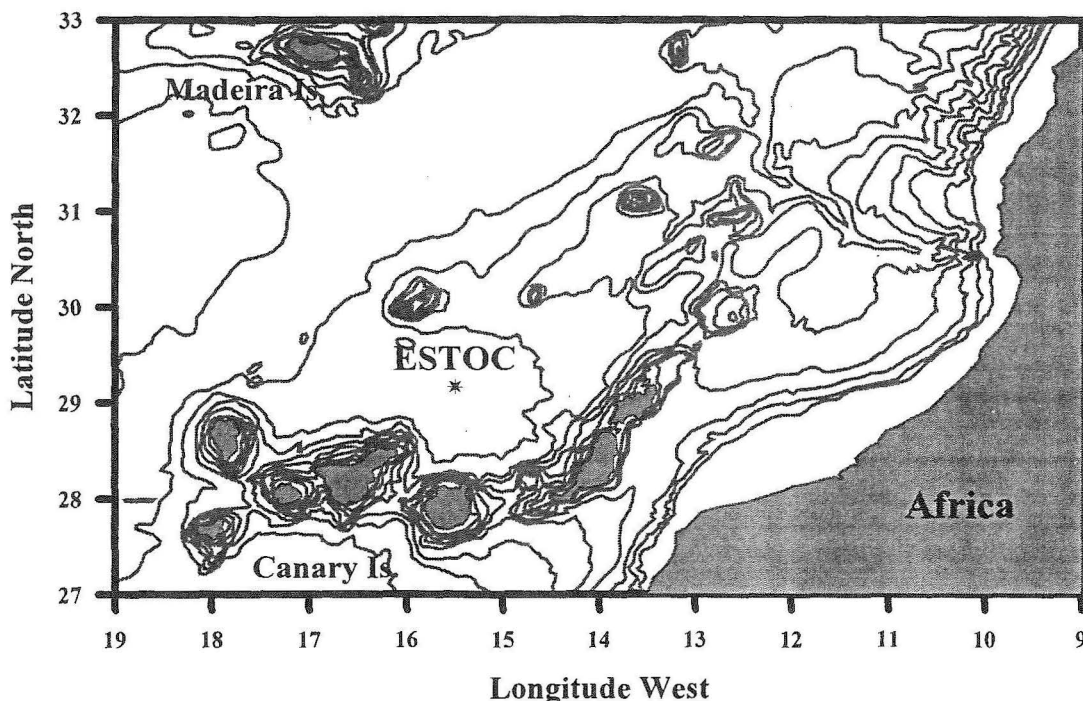 33
Madeira Is.
32
31
30
ESTOC
29
28
Africa
Canary Is.
27
19 18 17 16 15 14 13 12 11 10 9
Latitude North
Longitude West